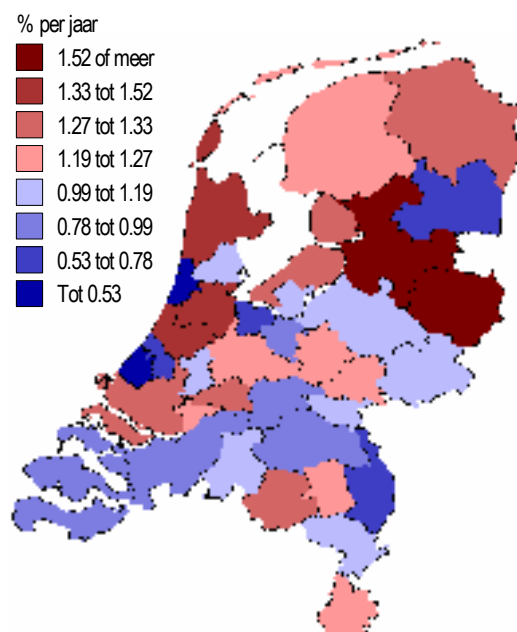 % per jaar
1.52 of meer
1.33 tot 1.52
1.27 tot 1.33
1.19 tot 1.27
0.99 tot 1.19
0.78 tot 0.99
0.53 tot 0.78
Tot 0.53